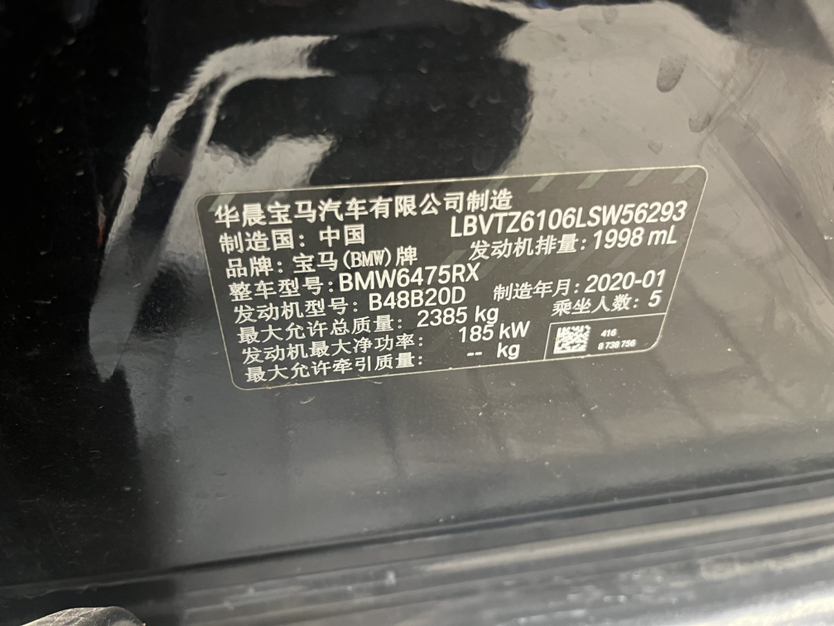 华晨宝马汽车有限公司制造
制造国：中国 LBVTZ6106LSW56293
品牌：宝马(BMW)牌 发动机排量：1998 mL
整车型号：BMW6475RX
发动机型号：B48B20D 制造年月：2020-01
最大允许总质量：2385 kg 乘坐人数：5
发动机最大净功率：185 kW
最大允许牵引质量：-- kg
416
8 738 756